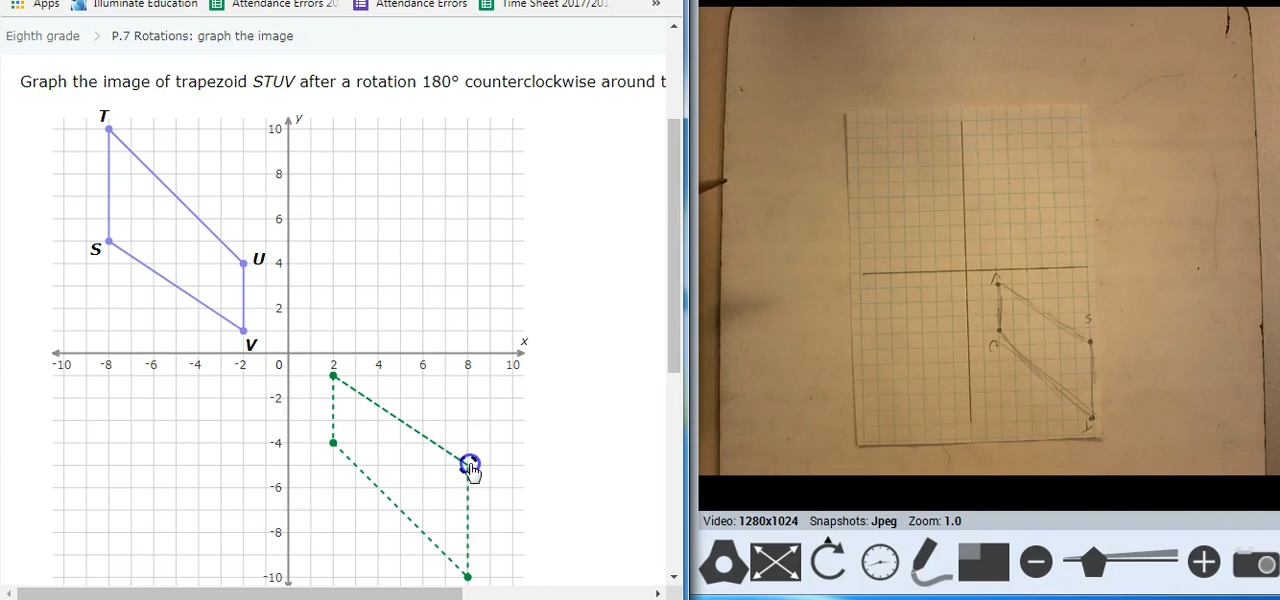 Apps Illuminate Education Attendance Errors 20 Attendance Errors Time Sheet 2017/201 »
Eighth grade > P.7 Rotations: graph the image
Graph the image of trapezoid STUV after a rotation 180° counterclockwise around t
T
S
U
V
y
x
10
8
6
4
2
-10 -8 -6 -4 -2 0 2 4 6 8 10
-2
-4
-6
-8
-10
S
Video: 1280x1024 Snapshots: Jpeg Zoom: 1.0